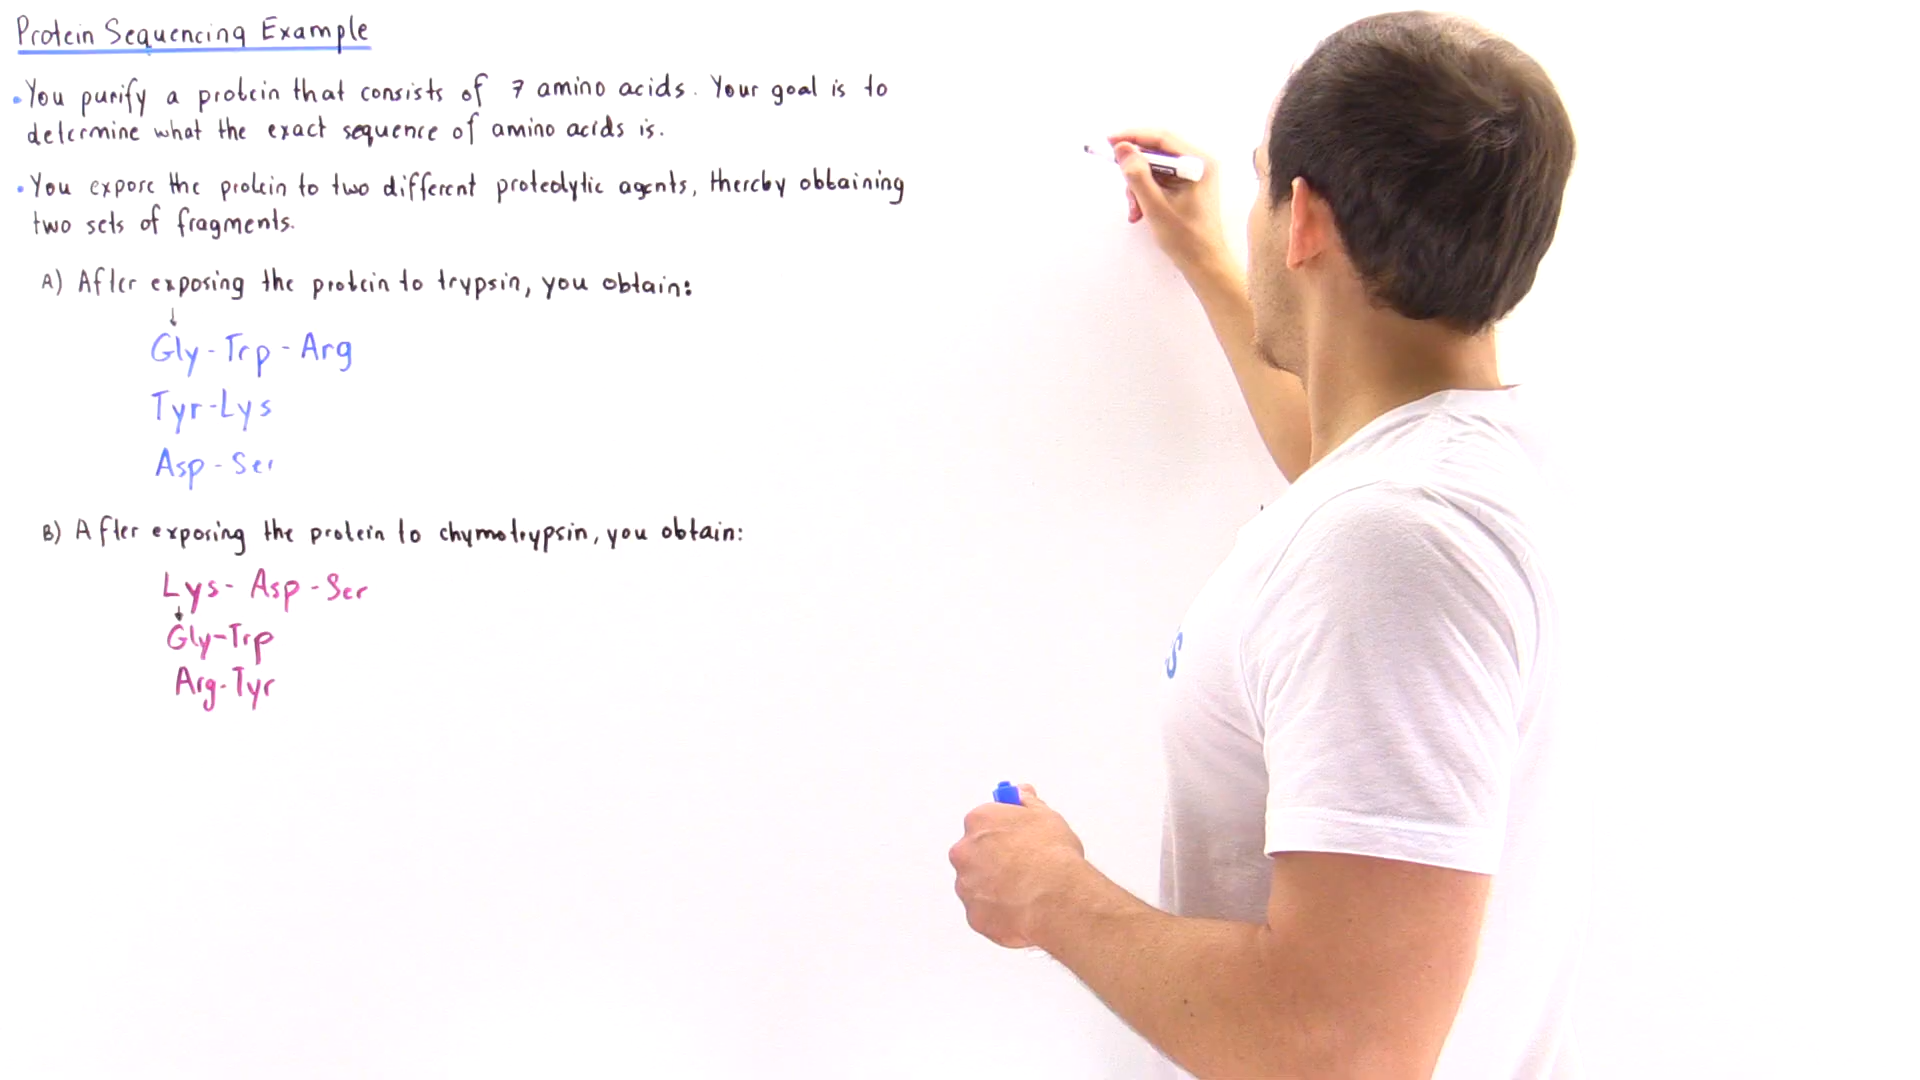 Protein Sequencing Example
• You purify a protein that consists of 7 amino acids. Your goal is to
determine what the exact sequence of amino acids is.
• You expose the protein to two different proteolytic agents, thereby obtaining
two sets of fragments.
A) After exposing the protein to trypsin, you obtain:
↓
Gly-Trp-Arg
Tyr-Lys
Asp-Ser
B) After exposing the protein to chymotrypsin, you obtain:
Lys-Asp-Ser
↓
Gly-Trp
Arg-Tyr